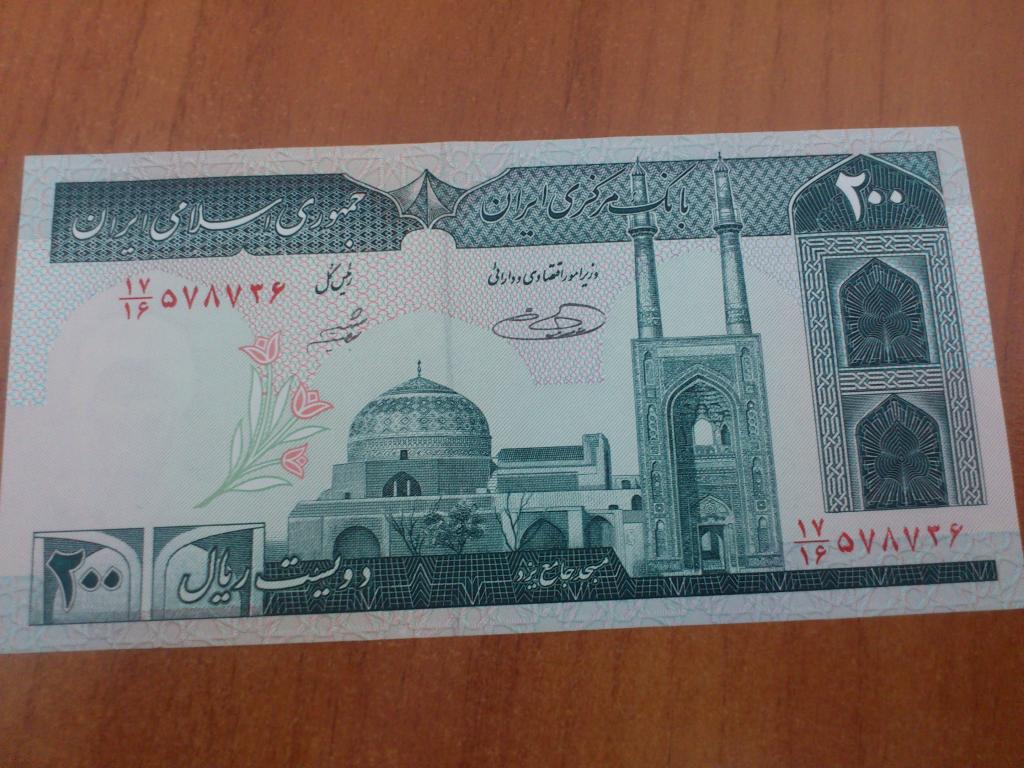 بانک مرکزی ایران
جمهوری اسلامی ایران
۲۰۰
وزیر امور اقتصادی و دارائی
رئیس کل
۱۷/۱۶ ۵۷۸۷۳۶
۱۷/۱۶ ۵۷۸۷۳۶
مسجد جامع یزد
دویست ریال
۲۰۰